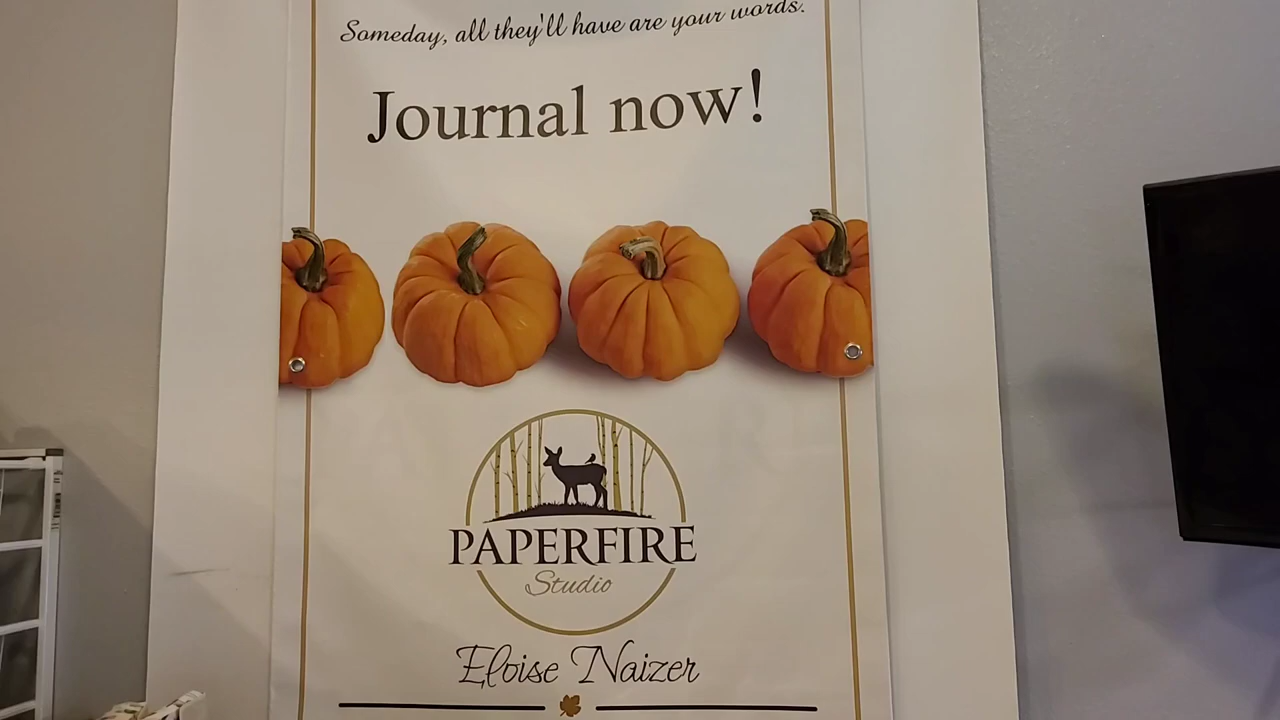 Someday, all they'll have are your words.
Journal now!
PAPERFIRE
Studio
Eloise Naizer